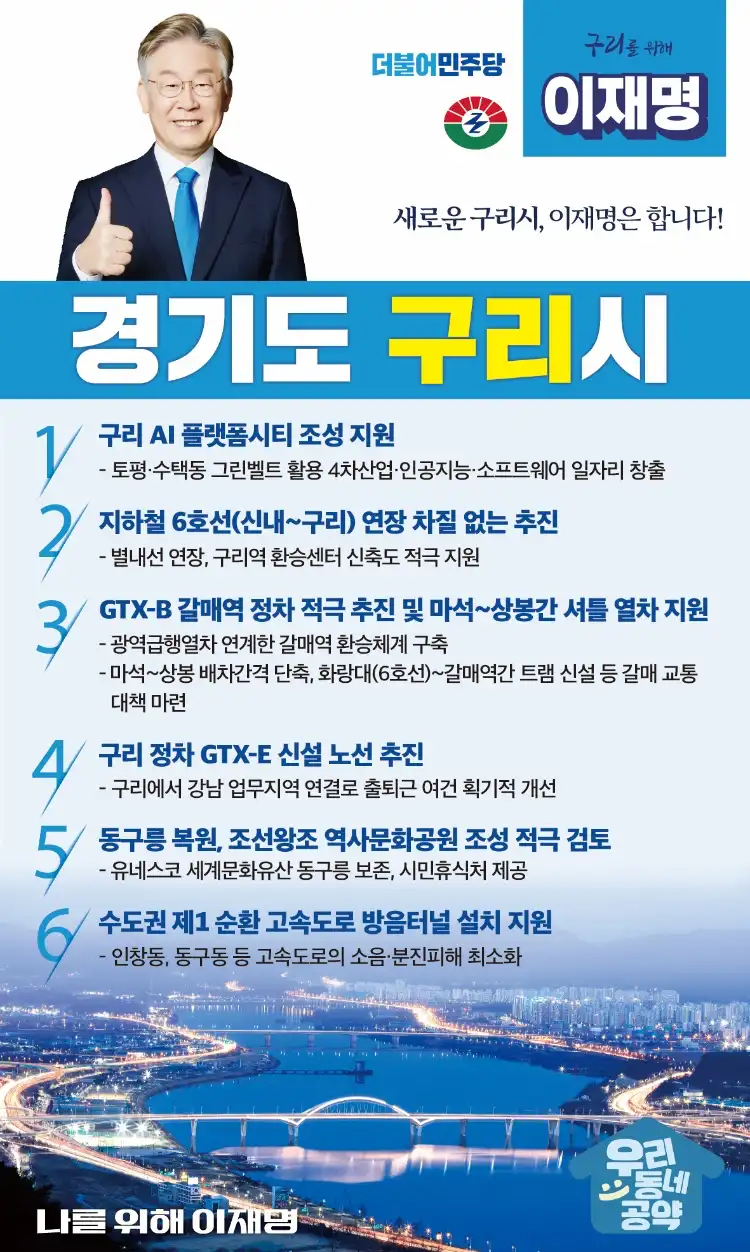 더불어민주당
구리를 위해
이재명
새로운 구리시, 이재명은 합니다!
경기도 구리시
1 구리 AI 플랫폼시티 조성 지원
- 토평·수택동 그린벨트 활용 4차산업·인공지능·소프트웨어 일자리 창출
2 지하철 6호선(신내~구리) 연장 차질 없는 추진
- 별내선 연장, 구리역 환승센터 신축도 적극 지원
3 GTX-B 갈매역 정차 적극 추진 및 마석~상봉간 셔틀 열차 지원
- 광역급행열차 연계한 갈매역 환승체계 구축
- 마석~상봉 배차간격 단축, 화랑대(6호선)~갈매역간 트램 신설 등 갈매 교통
대책 마련
4 구리 정차 GTX-E 신설 노선 추진
- 구리에서 강남 업무지역 연결로 출퇴근 여건 획기적 개선
5 동구릉 복원, 조선왕조 역사문화공원 조성 적극 검토
- 유네스코 세계문화유산 동구릉 보존, 시민휴식처 제공
6 수도권 제1 순환 고속도로 방음터널 설치 지원
- 인창동, 동구동 등 고속도로의 소음·분진피해 최소화
우리
동네
공약
나를 위해 이재명